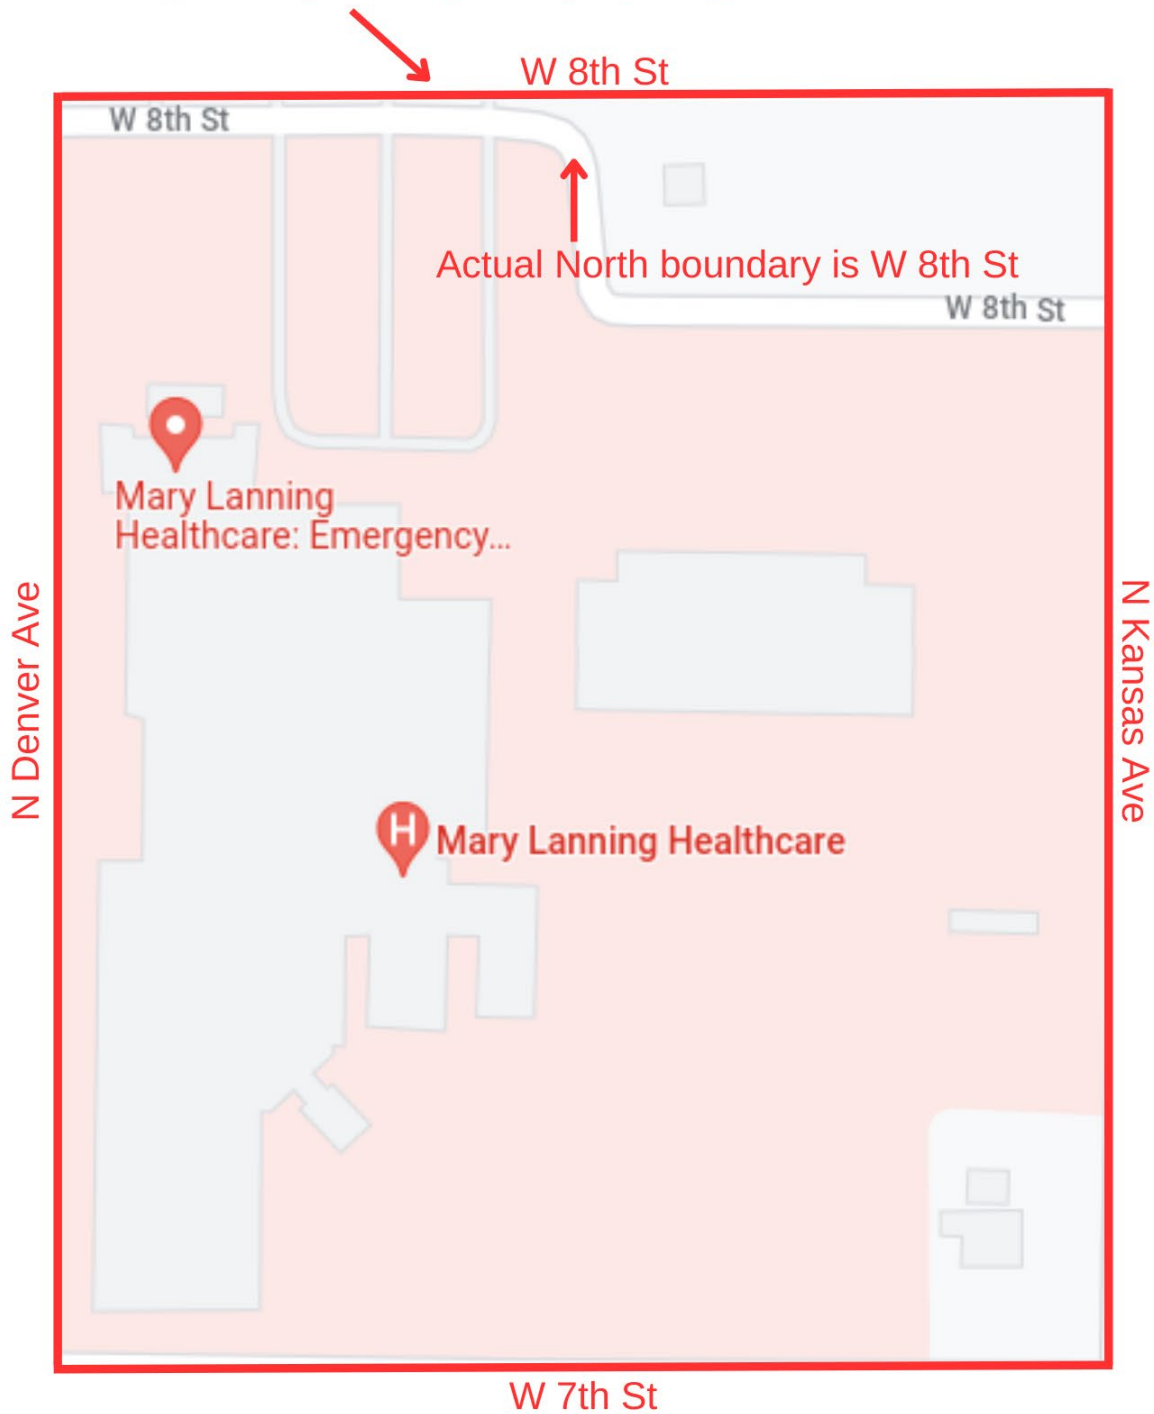 W 8th St
W 8th St
Actual North boundary is W 8th St
W 8th St
Mary Lanning
Healthcare: Emergency...
N Denver Ave
N Kansas Ave
H
Mary Lanning Healthcare
W 7th St